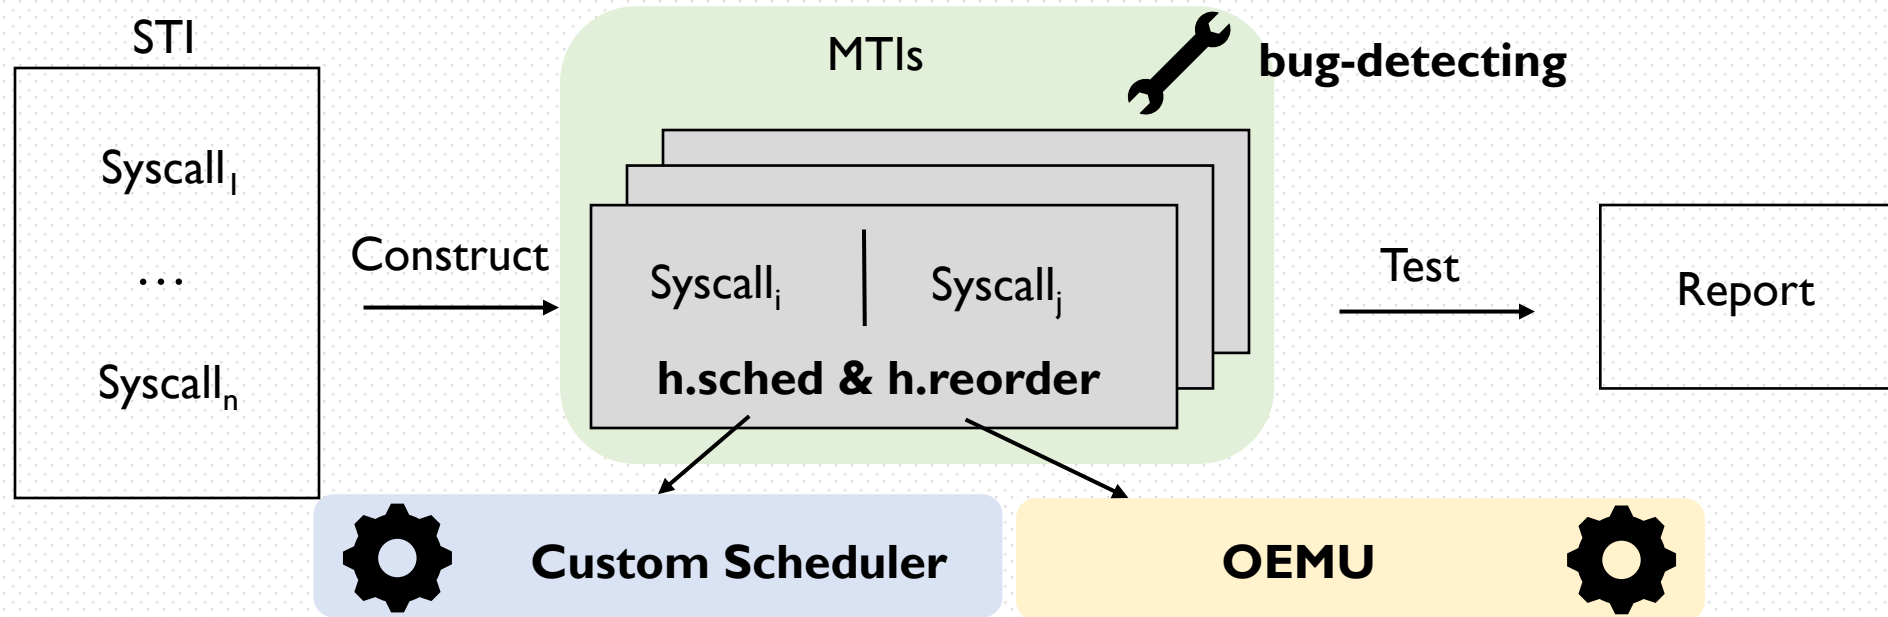 STI
Syscall₁
...
Syscallₙ
Construct
MTIs
bug-detecting
Syscallᵢ | Syscallⱼ
h.sched & h.reorder
Test
Report
Custom Scheduler
OEMU